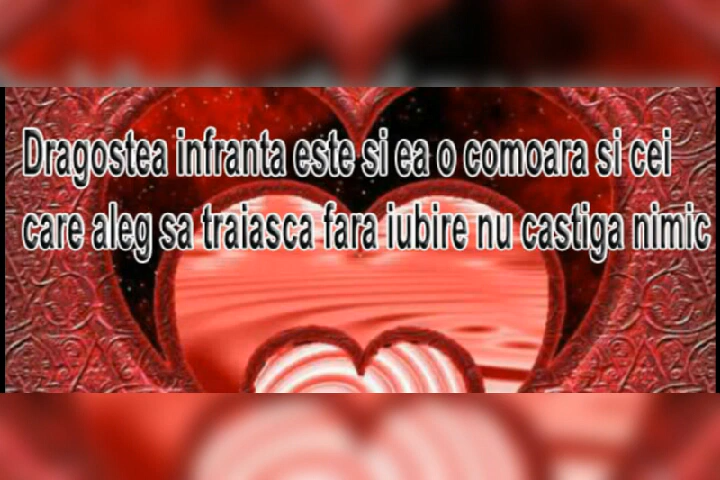 Dragostea infranta este si ea o comoara si cei
care aleg sa traiasca fara iubire nu castiga nimic